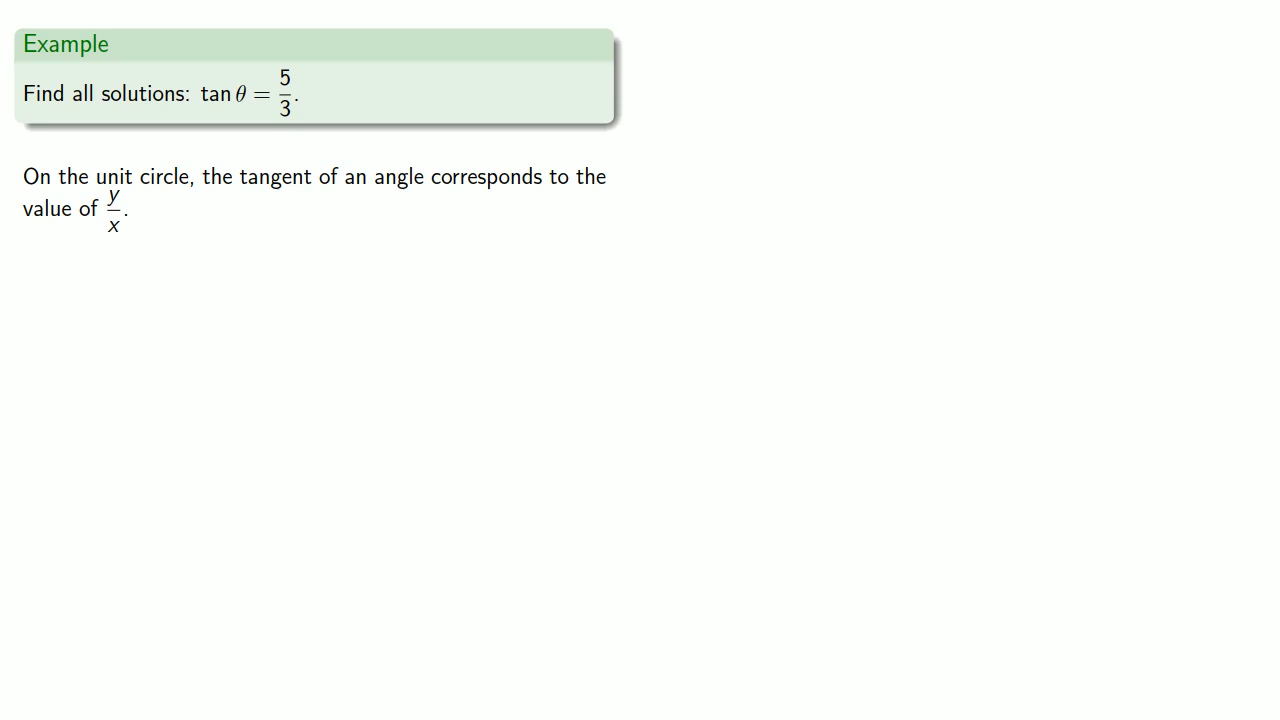 Example
Find all solutions: tan θ = 5/3.
On the unit circle, the tangent of an angle corresponds to the
value of y/x.